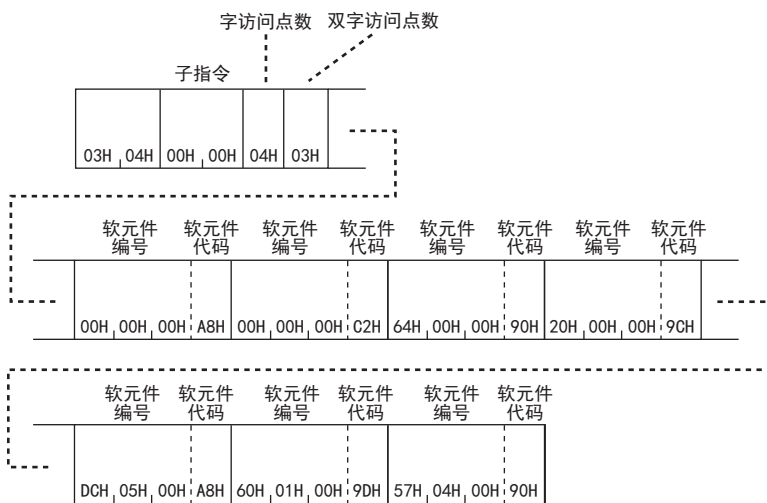 字访问点数 双字访问点数
子指令
03H 04H 00H 00H 04H 03H
软元件编号 软元件代码 软元件编号 软元件代码 软元件编号 软元件代码 软元件编号 软元件代码
00H 00H 00H A8H 00H 00H 00H C2H 64H 00H 00H 90H 20H 00H 00H 9CH
软元件编号 软元件代码 软元件编号 软元件代码 软元件编号 软元件代码
DCH 05H 00H A8H 60H 01H 00H 9DH 57H 04H 00H 90H